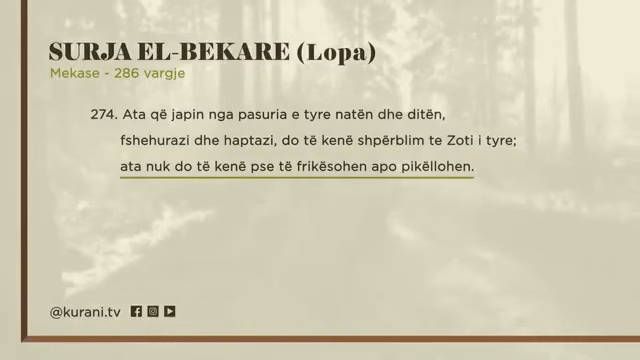 SURJA EL-BEKARE (Lopa)
Mekase - 286 vargje
274. Ata që japin nga pasuria e tyre natën dhe ditën,
fshehurazi dhe haptazi, do të kenë shpërblim te Zoti i tyre;
ata nuk do të kenë pse të frikësohen apo pikëllohen.
@kurani.tv